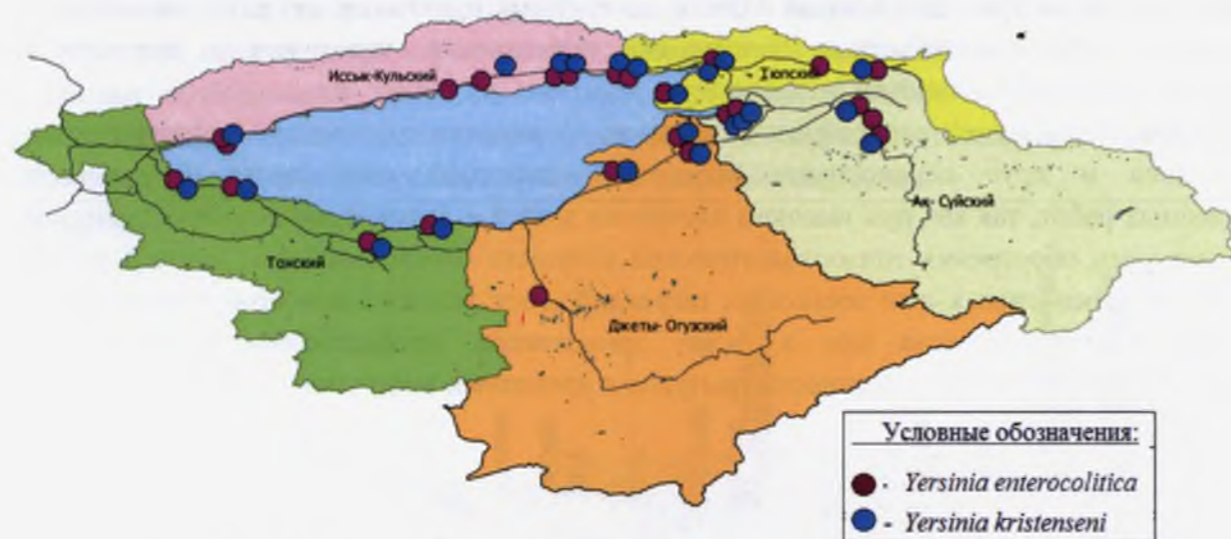 Иссык-Кульский
Тюпский
Ак- Суйский
Тонский
Джеты- Огузский
Условные обозначения:
- Yersinia enterocolitica
- Yersinia kristenseni